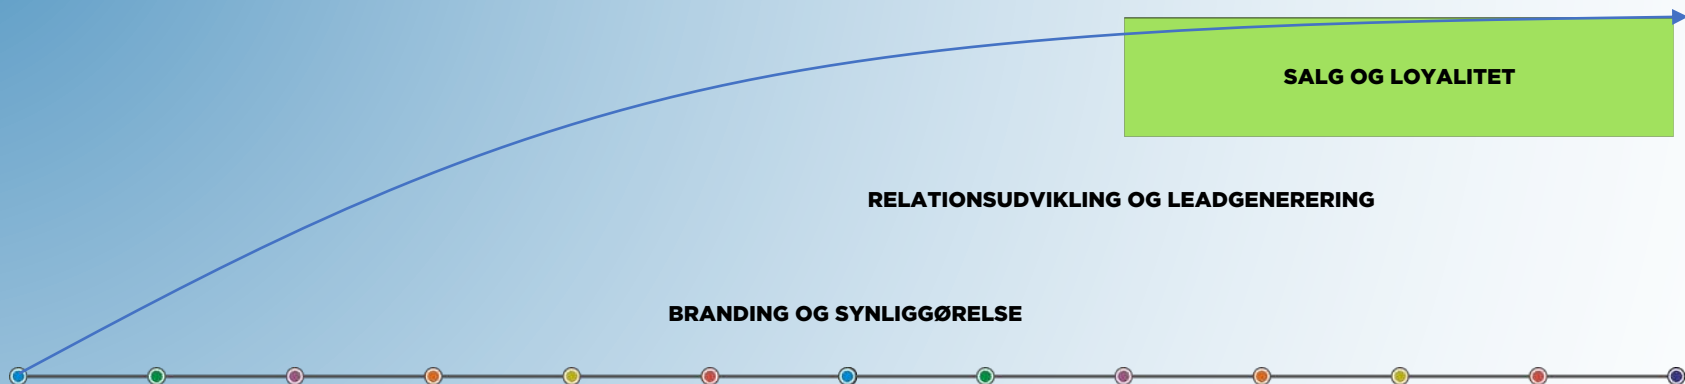 SALG OG LOYALITET
RELATIONSUDVIKLING OG LEADGENERERING
BRANDING OG SYNLIGGØRELSE